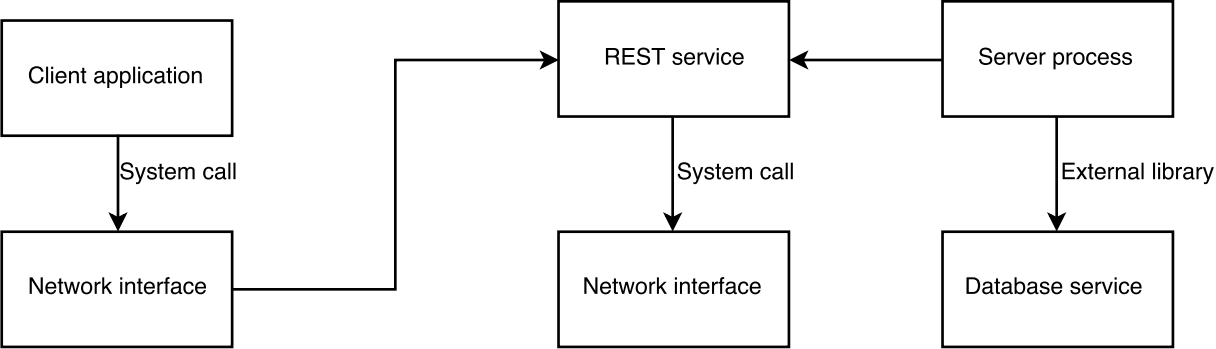 Client application
REST service
Server process
System call
System call
External library
Network interface
Network interface
Database service